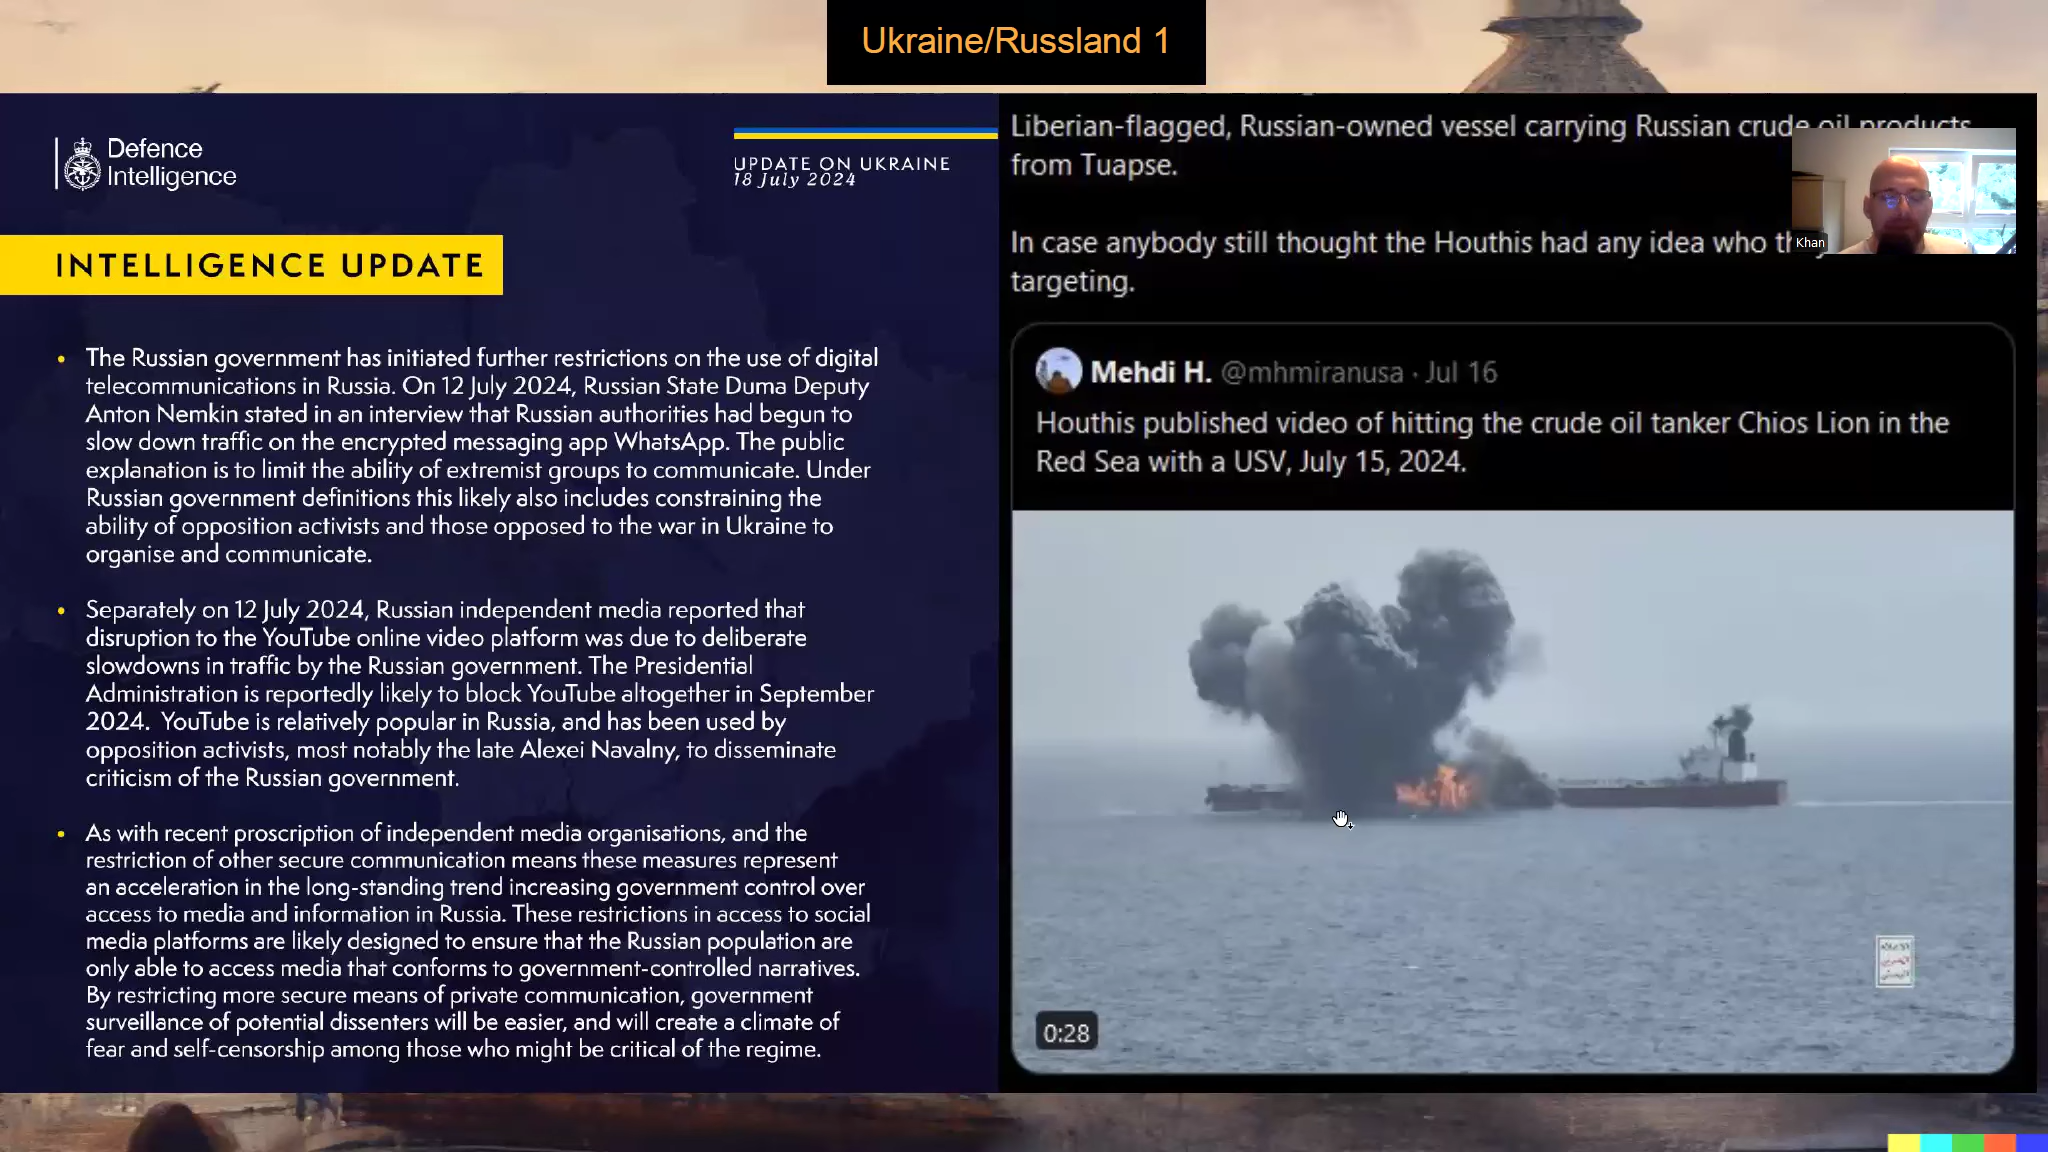 Ukraine/Russland 1
Defence
Intelligence
UPDATE ON UKRAINE
18 July 2024
INTELLIGENCE UPDATE
• The Russian government has initiated further restrictions on the use of digital
telecommunications in Russia. On 12 July 2024, Russian State Duma Deputy
Anton Nemkin stated in an interview that Russian authorities had begun to
slow down traffic on the encrypted messaging app WhatsApp. The public
explanation is to limit the ability of extremist groups to communicate. Under
Russian government definitions this likely also includes constraining the
ability of opposition activists and those opposed to the war in Ukraine to
organise and communicate.
• Separately on 12 July 2024, Russian independent media reported that
disruption to the YouTube online video platform was due to deliberate
slowdowns in traffic by the Russian government. The Presidential
Administration is reportedly likely to block YouTube altogether in September
2024. YouTube is relatively popular in Russia, and has been used by
opposition activists, most notably the late Alexei Navalny, to disseminate
criticism of the Russian government.
• As with recent proscription of independent media organisations, and the
restriction of other secure communication means these measures represent
an acceleration in the long-standing trend increasing government control over
access to media and information in Russia. These restrictions in access to social
media platforms are likely designed to ensure that the Russian population are
only able to access media that conforms to government-controlled narratives.
By restricting more secure means of private communication, government
surveillance of potential dissenters will be easier, and will create a climate of
fear and self-censorship among those who might be critical of the regime.
Liberian-flagged, Russian-owned vessel carrying Russian crude oil products
from Tuapse.
In case anybody still thought the Houthis had any idea who
targeting.
Khan
Mehdi H. @mhmiranusa · Jul 16
Houthis published video of hitting the crude oil tanker Chios Lion in the
Red Sea with a USV, July 15, 2024.
0:28